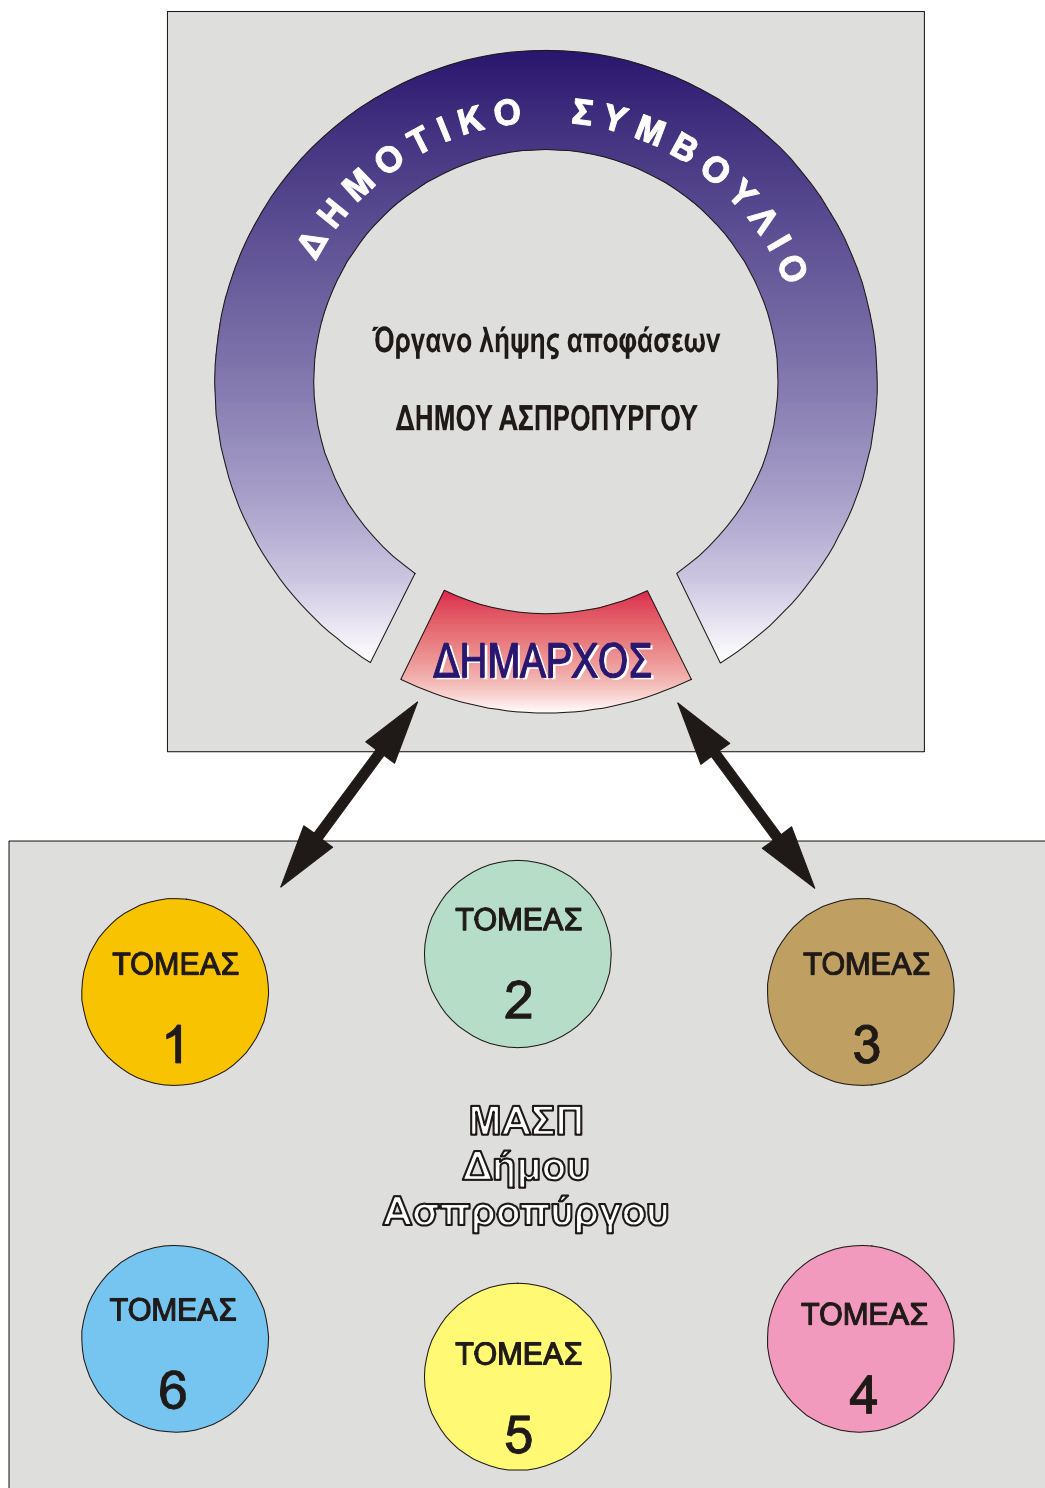 ΔΗΜΟΤΙΚΟ ΣΥΜΒΟΥΛΙΟ
Όργανο λήψης αποφάσεων
ΔΗΜΟΥ ΑΣΠΡΟΠΥΡΓΟΥ
ΔΗΜΑΡΧΟΣ
ΤΟΜΕΑΣ
1
ΤΟΜΕΑΣ
2
ΤΟΜΕΑΣ
3
ΜΑΣΠ
Δήμου
Ασπροπύργου
ΤΟΜΕΑΣ
6
ΤΟΜΕΑΣ
5
ΤΟΜΕΑΣ
4